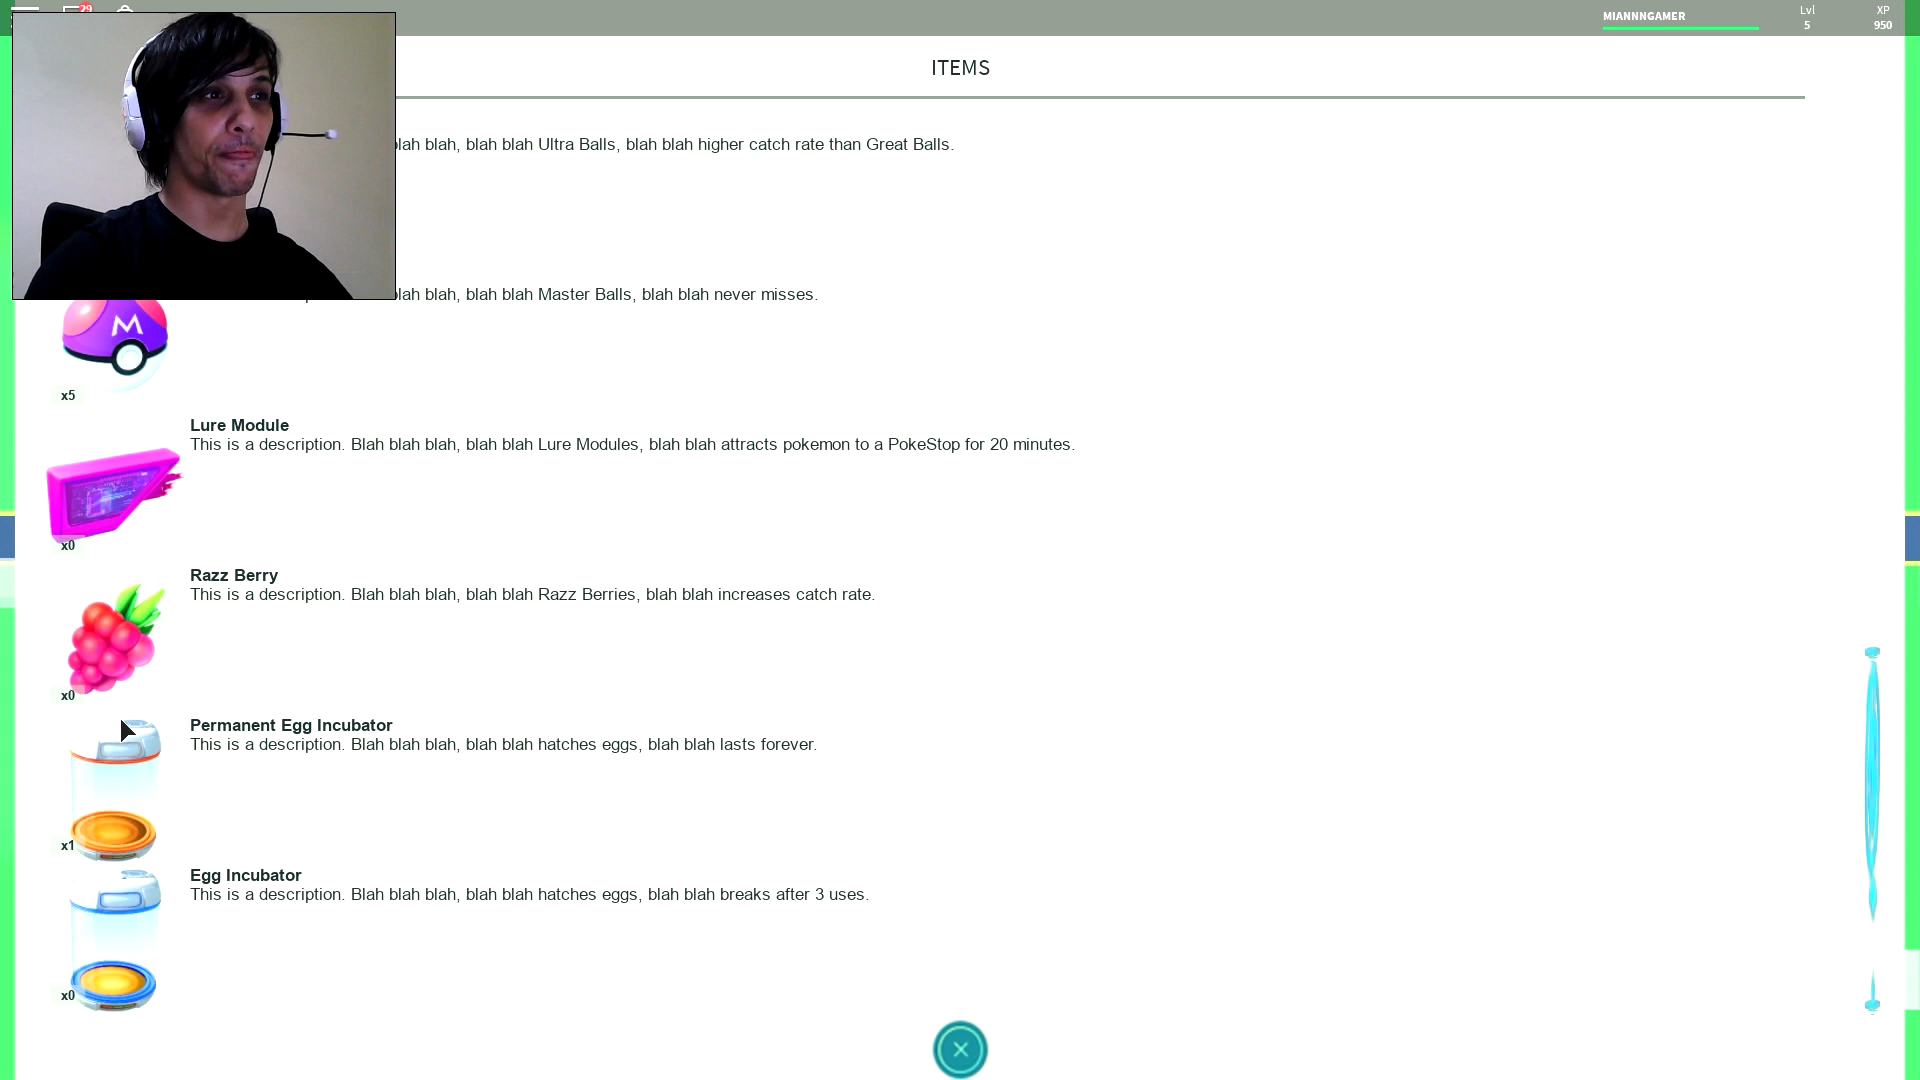 29
MIANNNGAMER
Lvl
5
XP
950
ITEMS
blah blah, blah blah Ultra Balls, blah blah higher catch rate than Great Balls.
blah blah, blah blah Master Balls, blah blah never misses.
M
x5
Lure Module
This is a description. Blah blah blah, blah blah Lure Modules, blah blah attracts pokemon to a PokeStop for 20 minutes.
x0
Razz Berry
This is a description. Blah blah blah, blah blah Razz Berries, blah blah increases catch rate.
x0
Permanent Egg Incubator
This is a description. Blah blah blah, blah blah hatches eggs, blah blah lasts forever.
x1
Egg Incubator
This is a description. Blah blah blah, blah blah hatches eggs, blah blah breaks after 3 uses.
x0